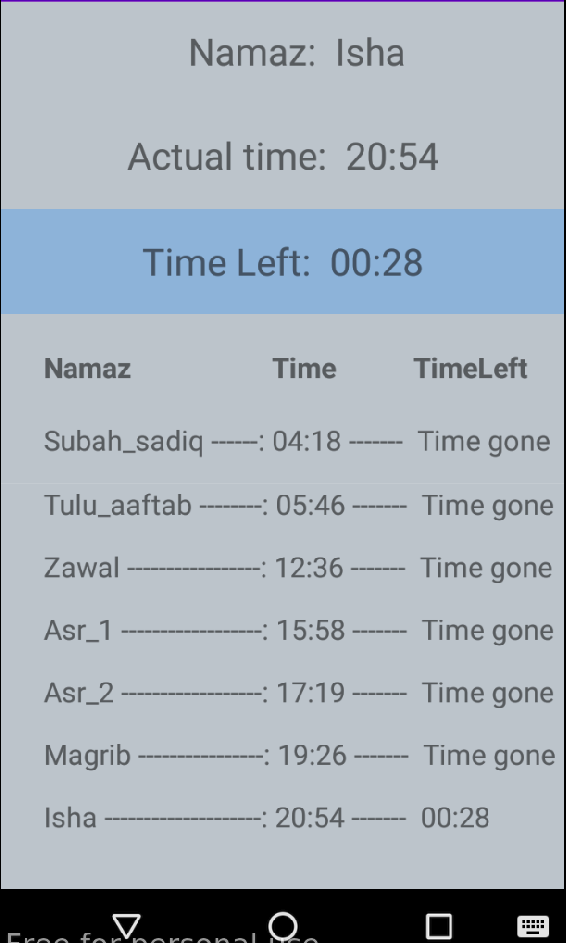 Namaz: Isha
Actual time: 20:54
Time Left: 00:28
Namaz Time TimeLeft
Subah_sadiq ------: 04:18 ------- Time gone
Tulu_aaftab --------: 05:46 ------- Time gone
Zawal -----------------: 12:36 ------- Time gone
Asr_1 ------------------: 15:58 ------- Time gone
Asr_2 ------------------: 17:19 ------- Time gone
Magrib ----------------: 19:26 ------- Time gone
Isha --------------------: 20:54 ------- 00:28
Free for personal use